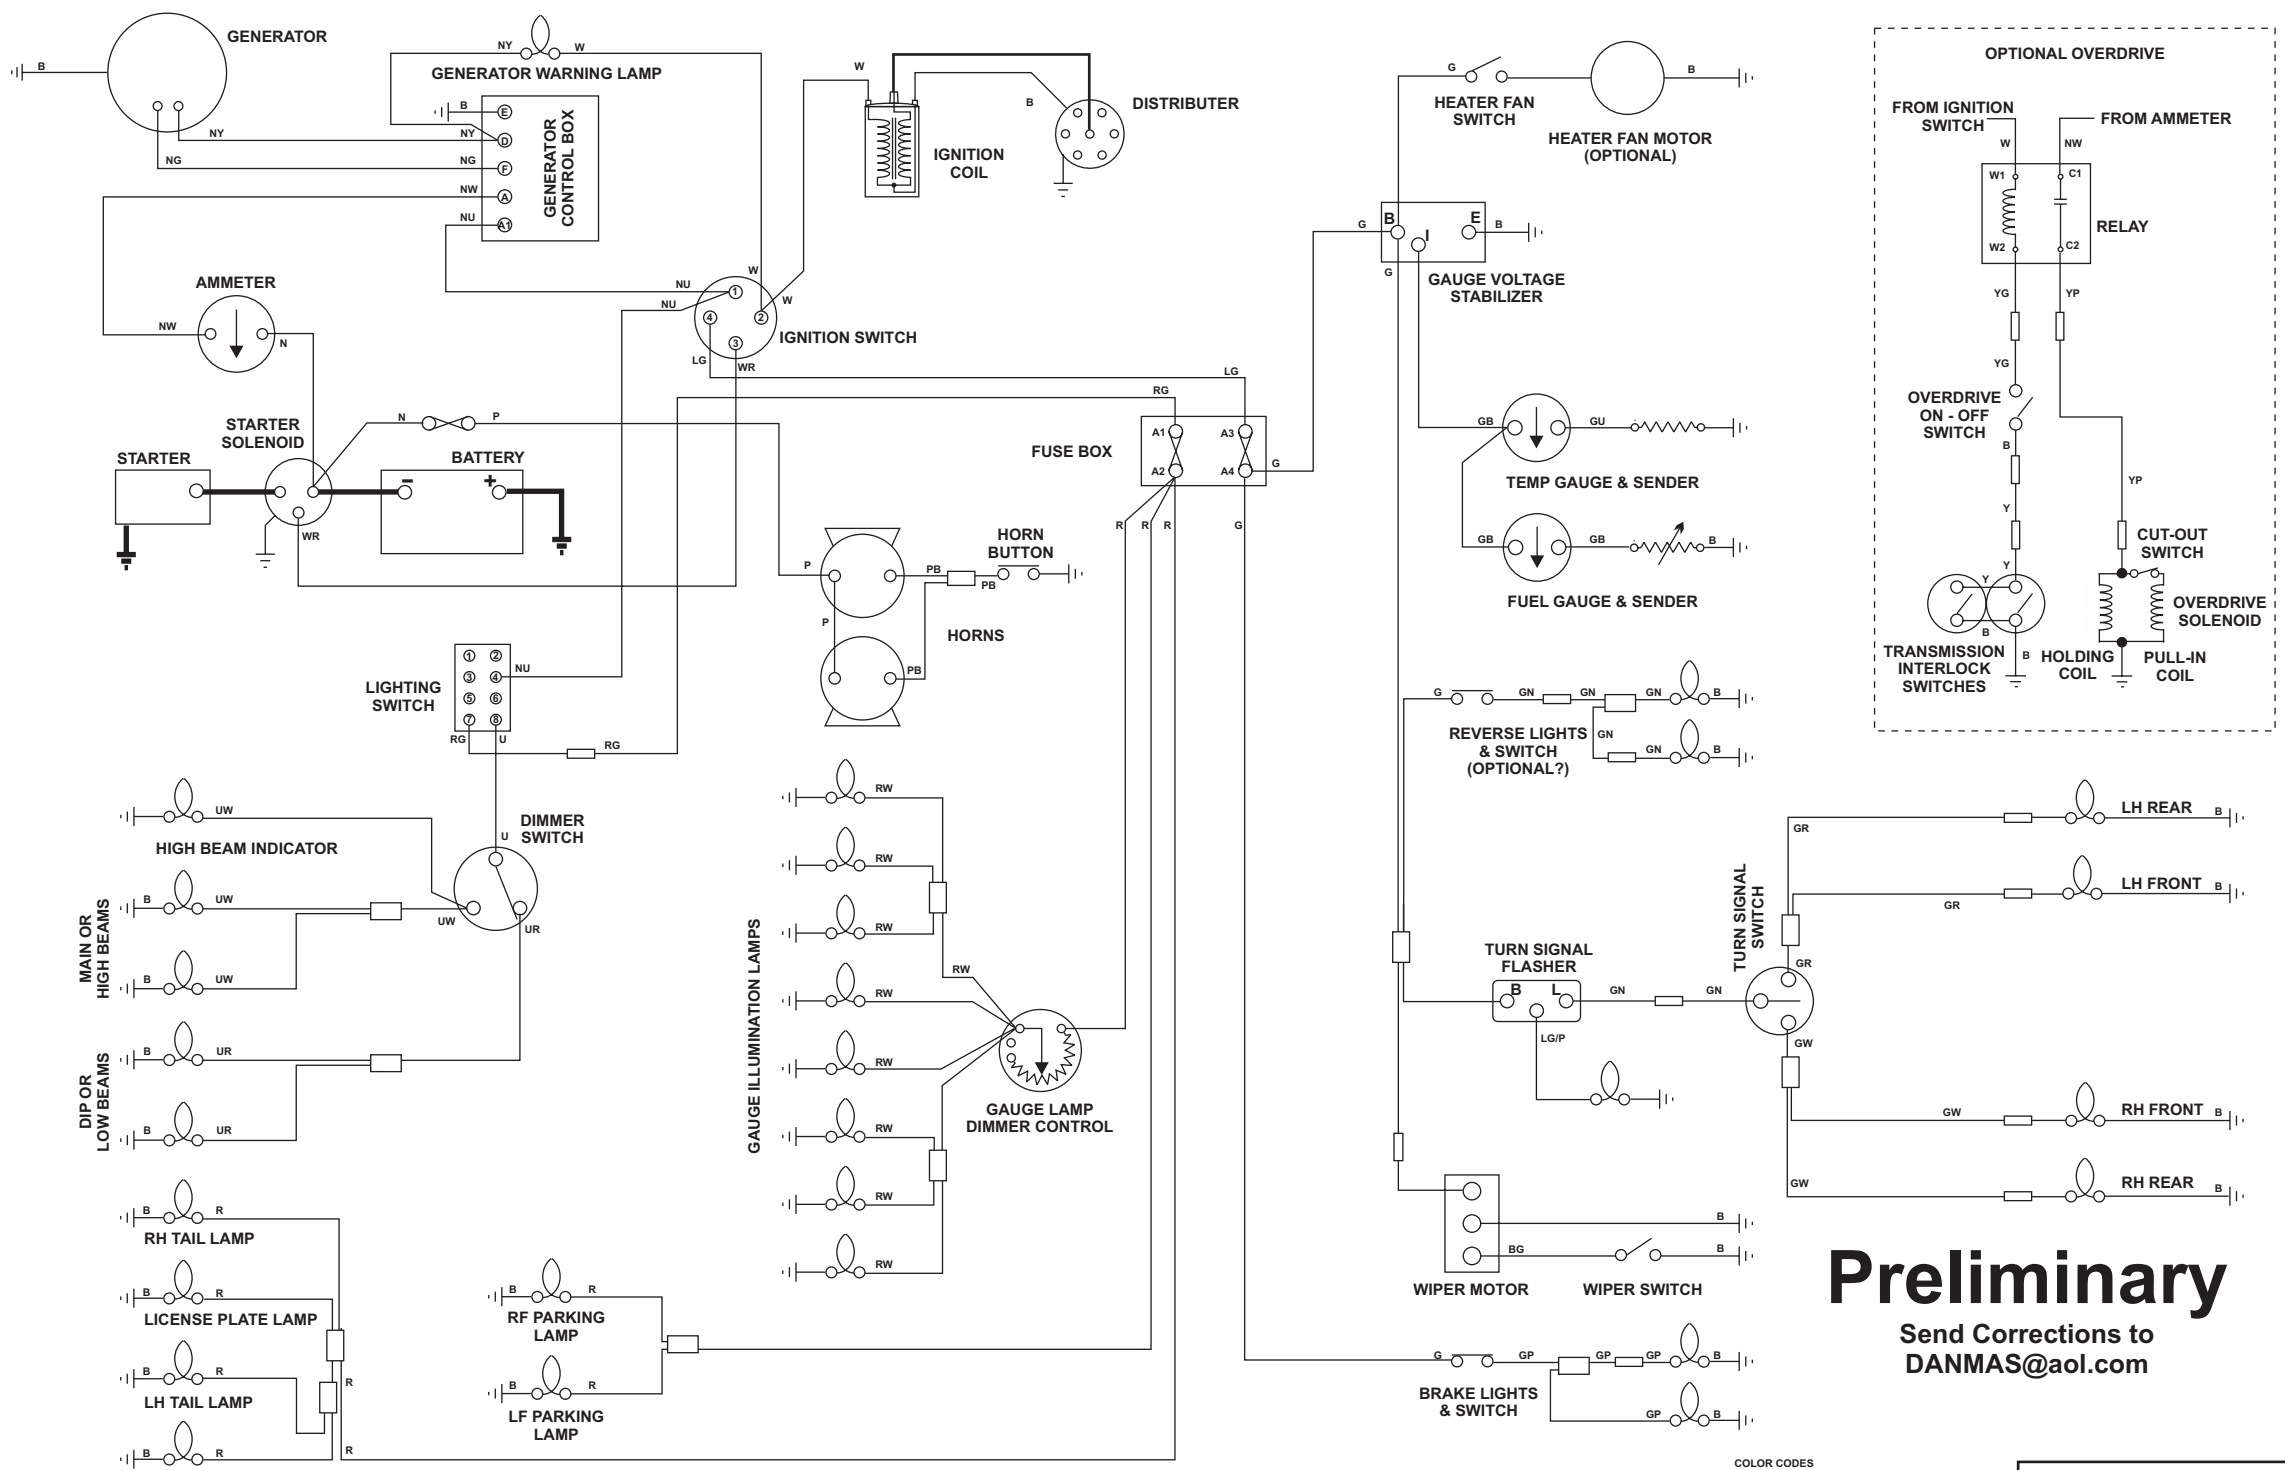 GENERATOR
B
NY
W
GENERATOR WARNING LAMP
B
E
NY
NY
D
NG
NG
F
NW
A
NU
A1
GENERATOR
CONTROL BOX
W
B
DISTRIBUTER
IGNITION
COIL
AMMETER
NW
N
NU
NU
W
W
1
2
3
4
IGNITION SWITCH
LG
WR
LG
RG
STARTER
SOLENOID
N
P
STARTER
BATTERY
-
+
WR
FUSE BOX
A1
A3
A2
A4
G
R
R
R
G
HORN
BUTTON
P
PB
PB
P
HORNS
PB
LIGHTING
SWITCH
1
2
3
4
5
6
7
8
NU
RG
U
RG
UW
HIGH BEAM INDICATOR
DIMMER
SWITCH
U
MAIN OR
HIGH BEAMS
B
UW
UW
UR
B
UW
DIP OR
LOW BEAMS
B
UR
B
UR
B
R
RH TAIL LAMP
B
R
LICENSE PLATE LAMP
B
R
R
LH TAIL LAMP
B
R
R
B
R
RF PARKING
LAMP
B
R
LF PARKING
LAMP
GAUGE ILLUMINATION LAMPS
RW
RW
RW
RW
RW
RW
RW
RW
RW
GAUGE LAMP
DIMMER CONTROL
G
HEATER FAN
SWITCH
B
HEATER FAN MOTOR
(OPTIONAL)
G
B
I
E
B
G
GAUGE VOLTAGE
STABILIZER
GB
GU
TEMP GAUGE & SENDER
GB
GB
B
FUEL GAUGE & SENDER
G
GN
GN
GN
B
REVERSE LIGHTS
& SWITCH
(OPTIONAL?)
GN
GN
B
TURN SIGNAL
FLASHER
B
L
GN
GN
LG/P
TURN SIGNAL
SWITCH
GR
LH REAR
B
GR
LH FRONT
B
GR
GW
GW
RH FRONT
B
GW
RH REAR
B
B
BG
B
WIPER MOTOR
WIPER SWITCH
G
GP
GP
GP
B
BRAKE LIGHTS
& SWITCH
GP
B
OPTIONAL OVERDRIVE
FROM IGNITION
SWITCH
FROM AMMETER
W
NW
W1
C1
RELAY
W2
C2
YG
YP
YG
OVERDRIVE
ON - OFF
SWITCH
B
YP
Y
CUT-OUT
SWITCH
Y
Y
B
OVERDRIVE
SOLENOID
TRANSMISSION
INTERLOCK
SWITCHES
B
HOLDING
COIL
PULL-IN
COIL
Preliminary
Send Corrections to
DANMAS@aol.com
COLOR CODES